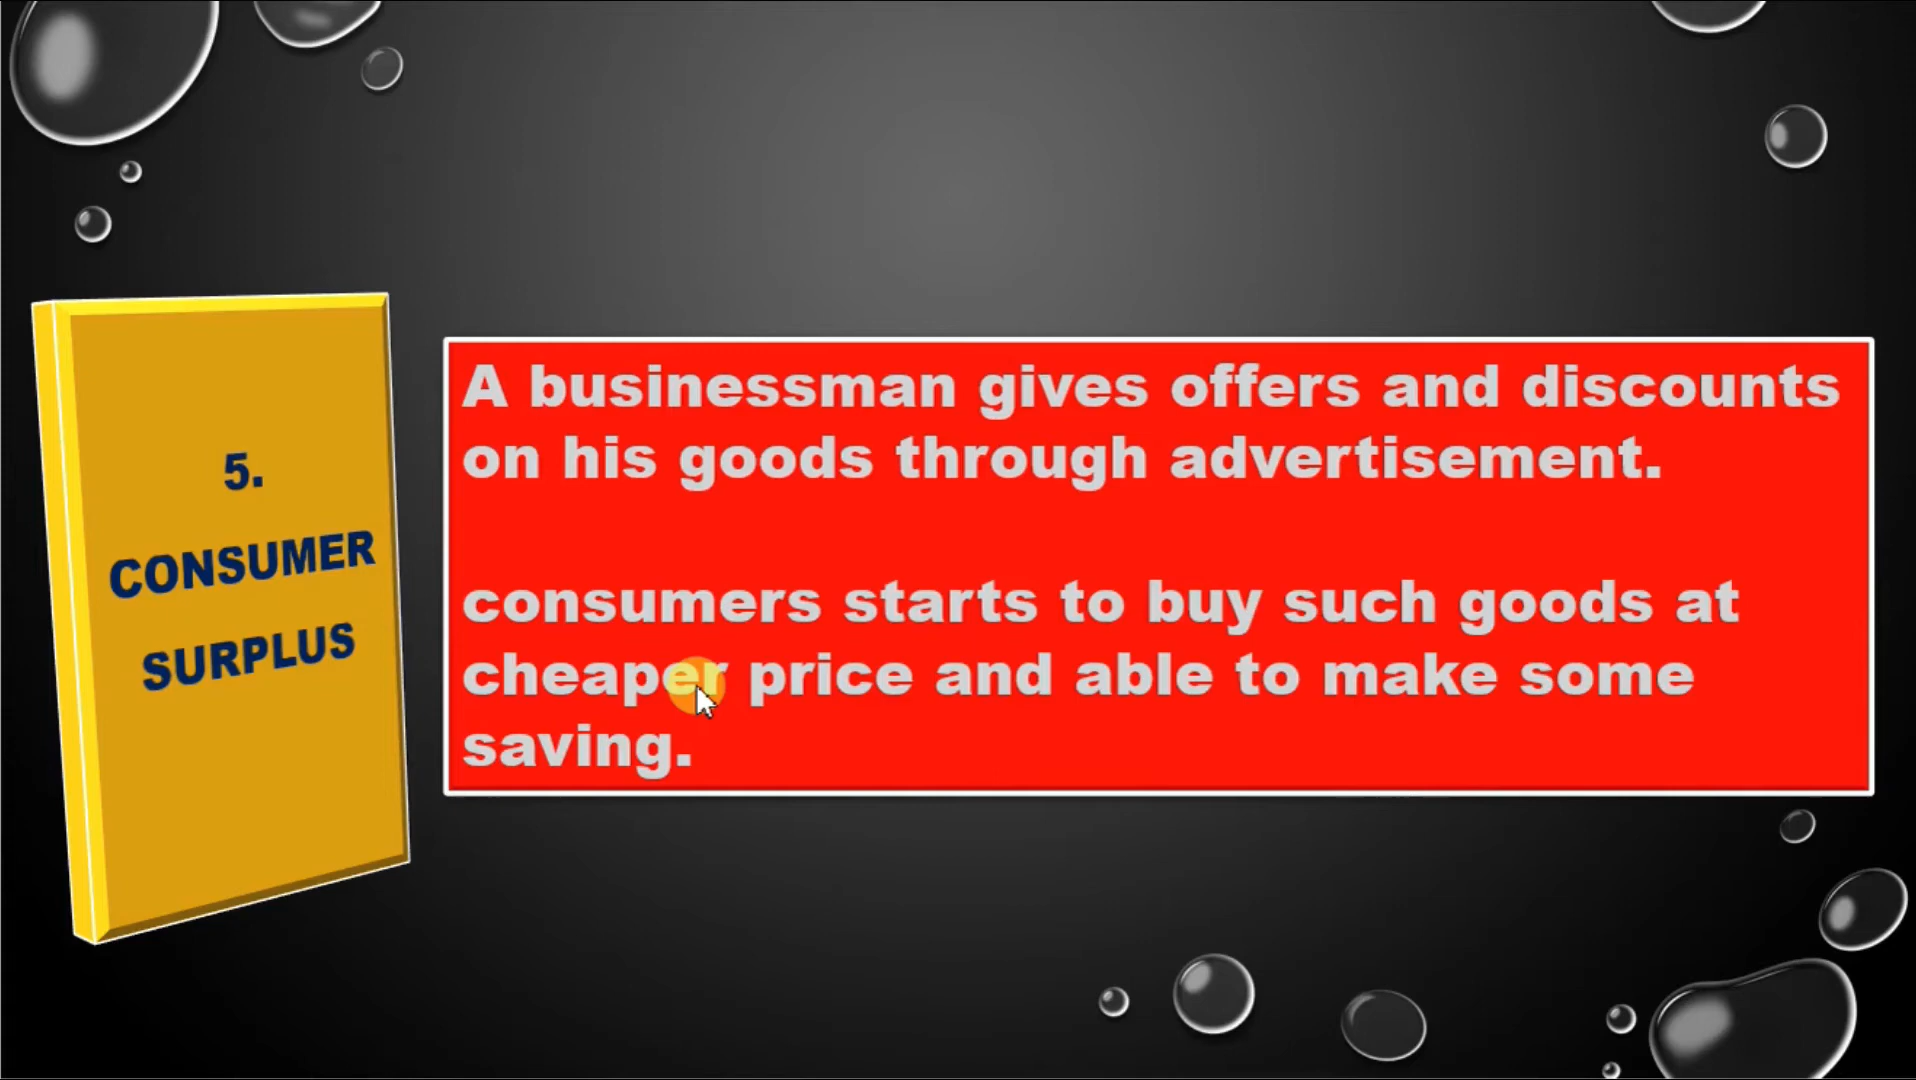 5.
CONSUMER
SURPLUS
A businessman gives offers and discounts
on his goods through advertisement.
consumers starts to buy such goods at
cheaper price and able to make some
saving.